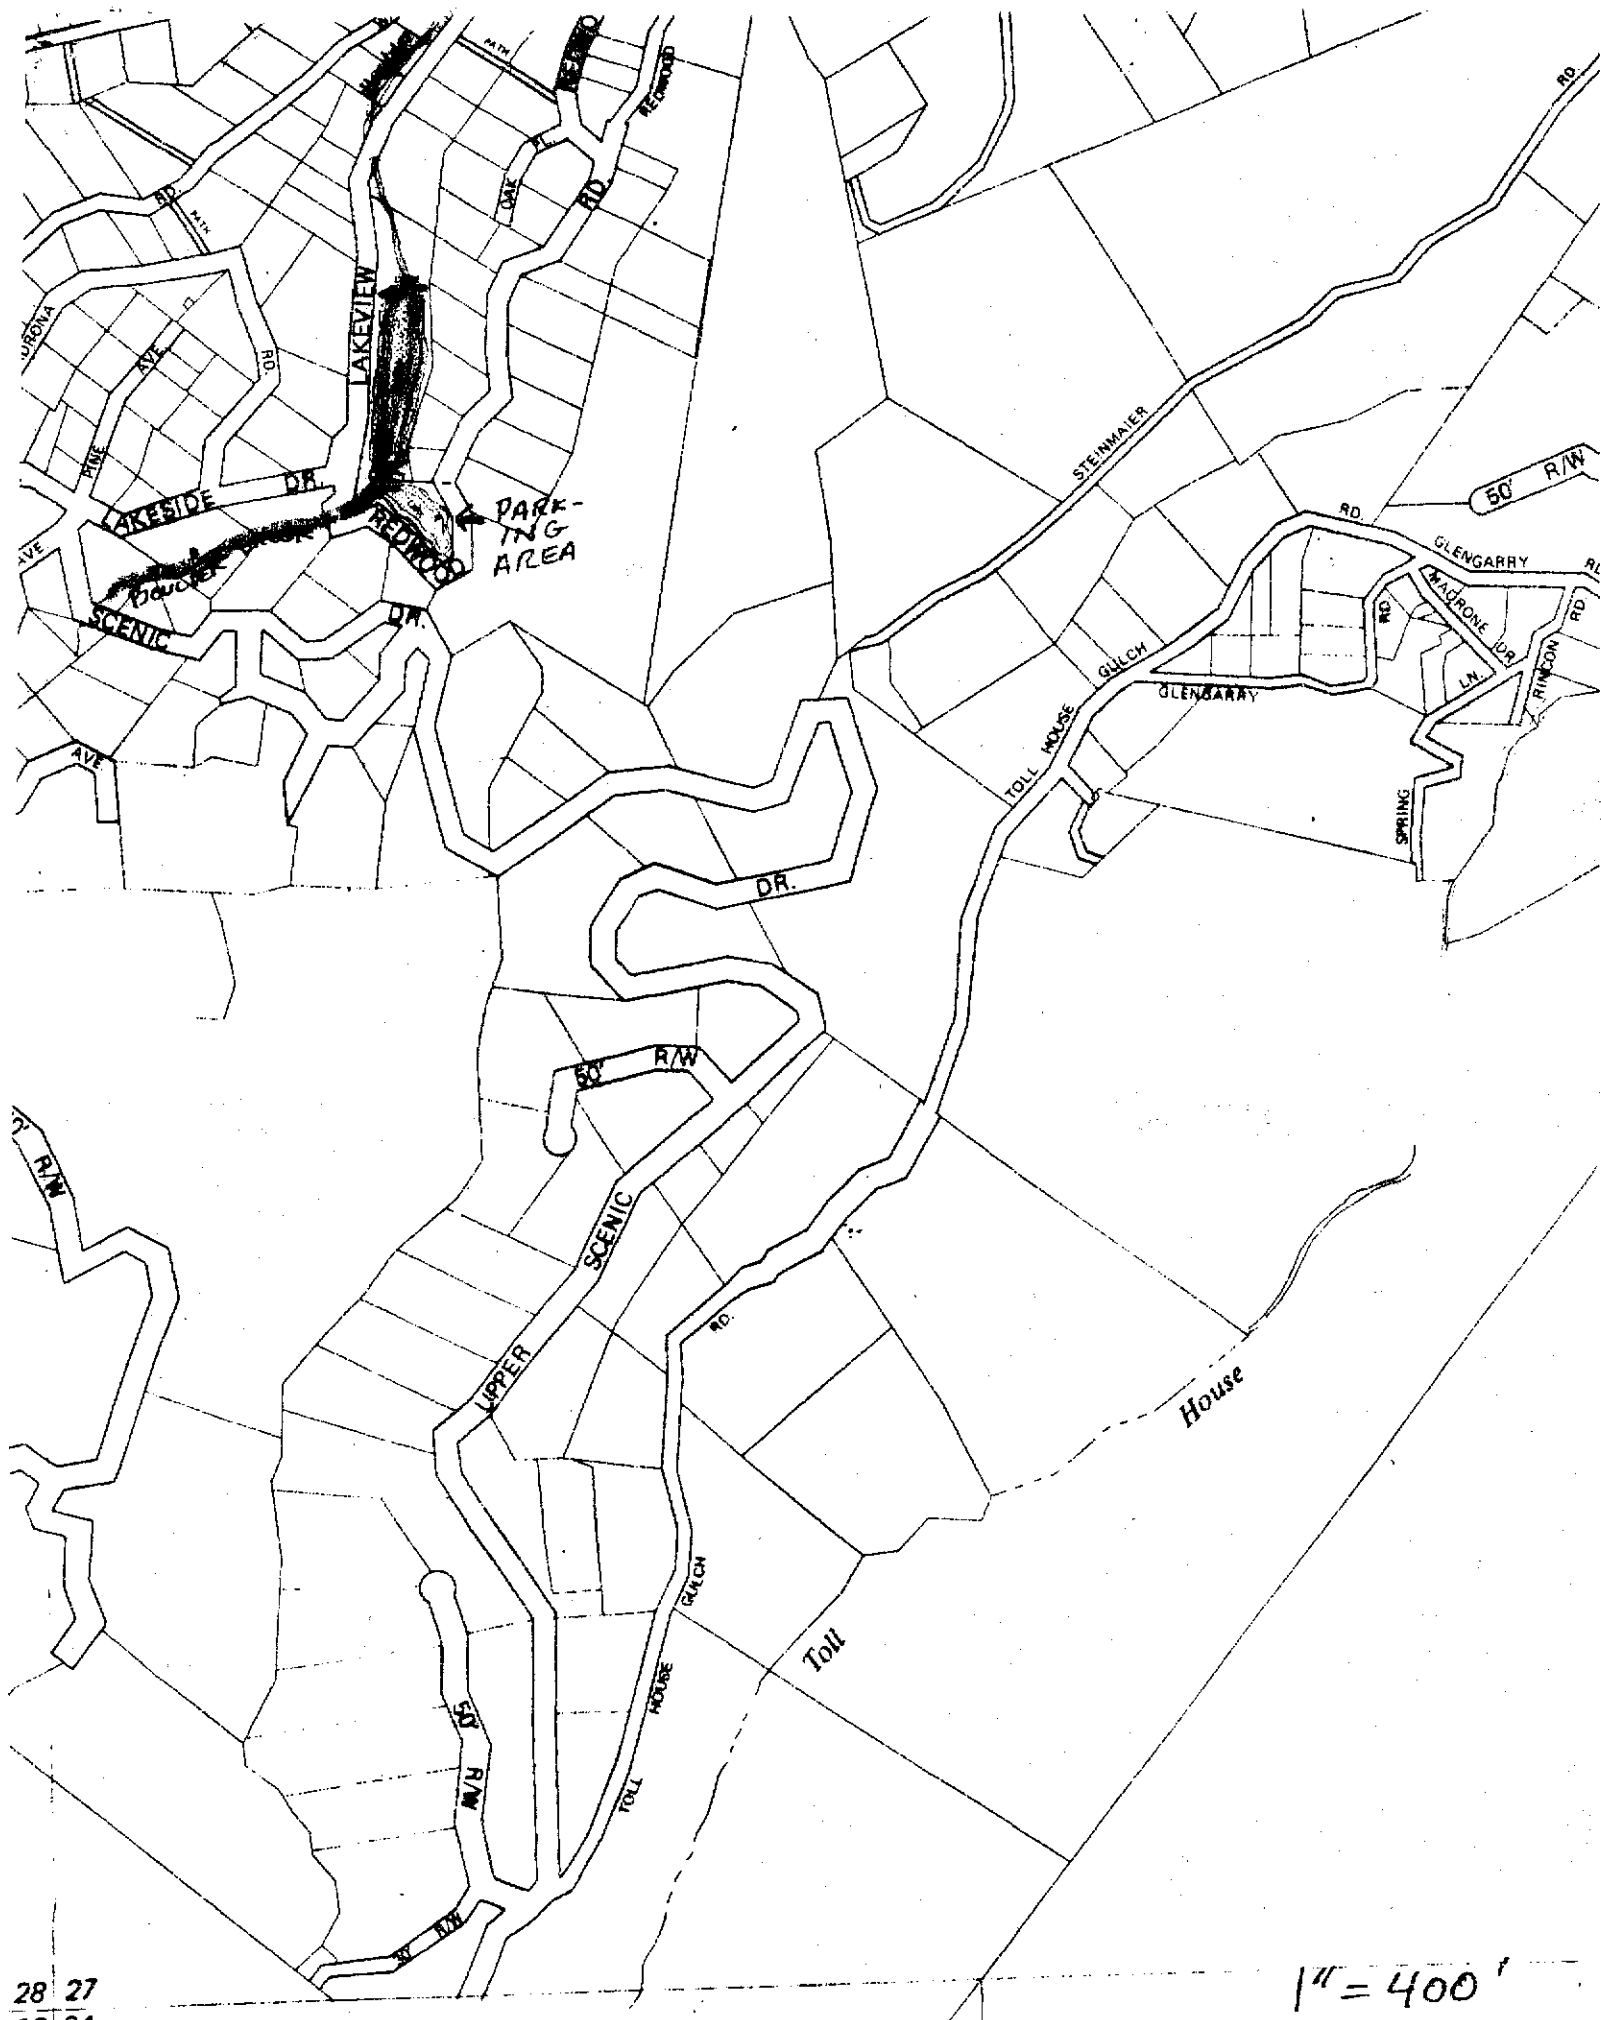 PATH
REDWOOD
RD.
RD.
PATH
OAK
PL.
RD.
LAKEVIEW
AVE.
RD.
PINE
STEINMAIER
50' R/W
LAKESIDE DR.
PARK-
ING
AREA
REDWOOD
AVE
RD.
GLENGARRY
RD
MADRONE DR.
RD
RD
SCENIC
DR.
GULCH
GLENGARRY
LN.
RINCON
HOUSE
TOLL
AVE
SPRING
DR.
50' R/W
R/W
SCENIC
RD.
UPPER
House
GULCH
Toll
HOUSE
50'
R/W
TOLL
R/W
28 27
1" = 400'